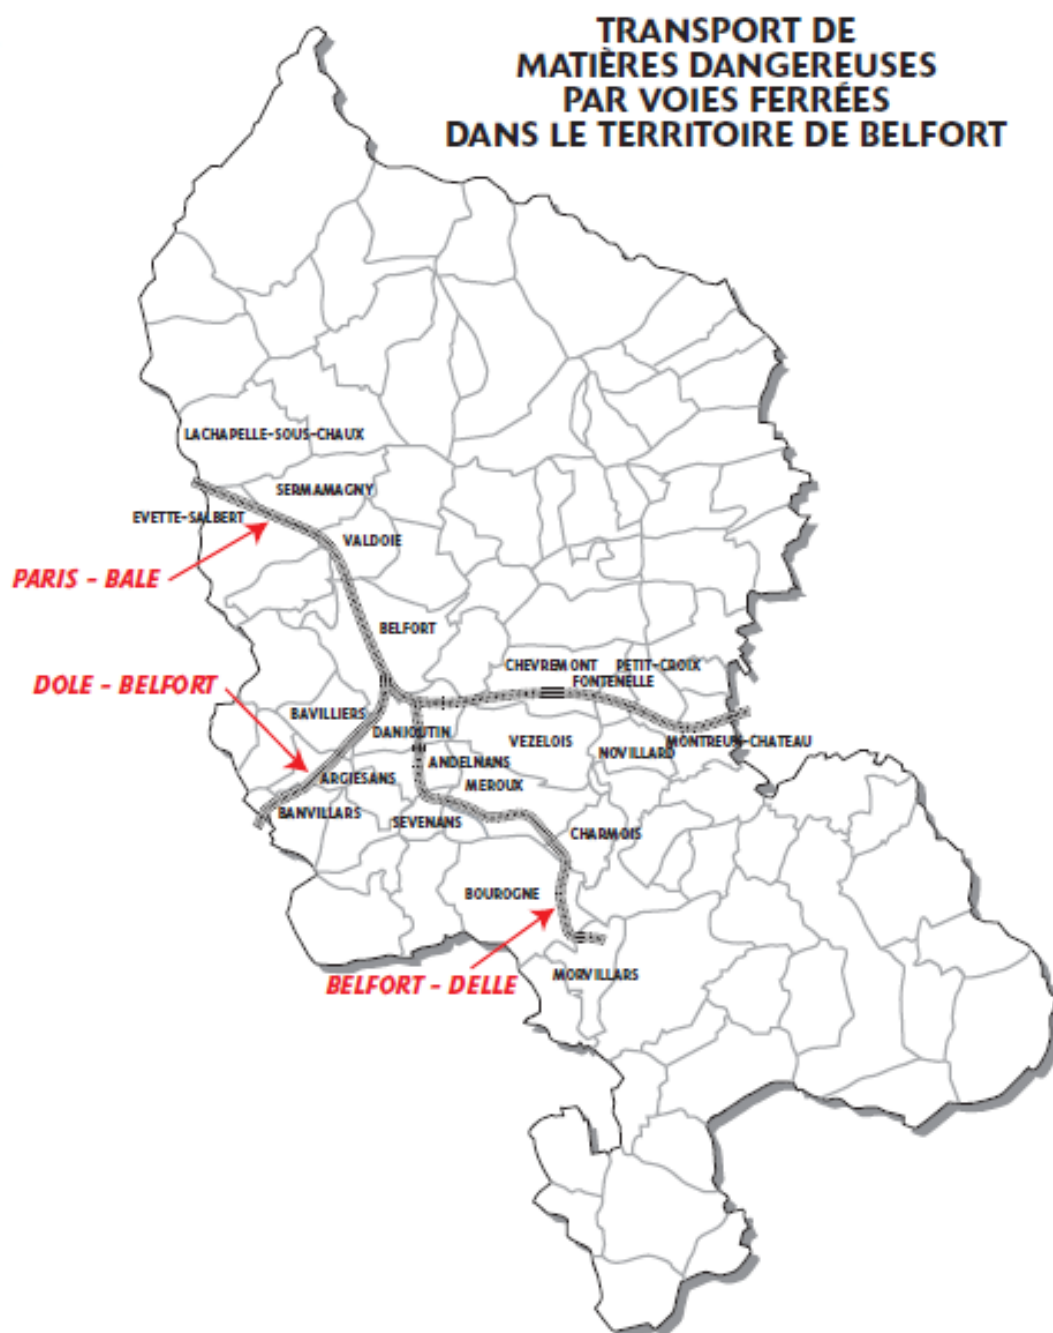 TRANSPORT DE
MATIÈRES DANGEREUSES
PAR VOIES FERRÉES
DANS LE TERRITOIRE DE BELFORT
LACHAPELLE-SOUS-CHAUX
SERMAMAGNY
EVETTE-SALBERT
VALDOIE
PARIS - BALE
BELFORT
CHEVREMONT
PETIT-CROIX
FONTENELLE
DOLE - BELFORT
BAVILLIERS
DANJOUTIN
VEZELOIS
NOVILLARD
MONTREUX-CHATEAU
ANDELNANS
ARGIESANS
MEROUX
BANVILLARS
SEVENANS
CHARMOIS
BOUROGNE
MORVILLARS
BELFORT - DELLE